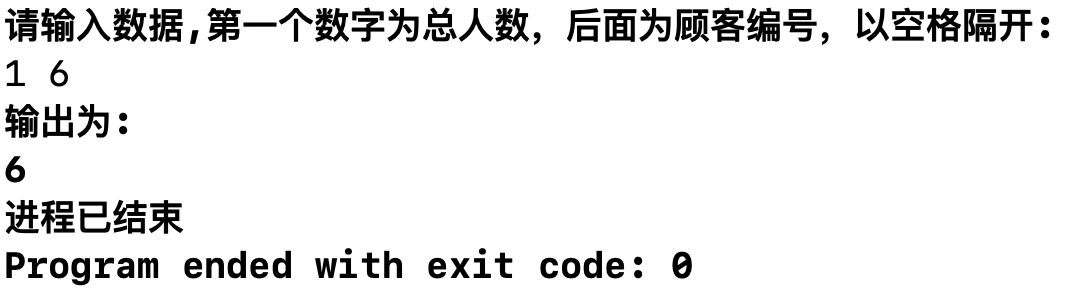 请输入数据,第一个数字为总人数，后面为顾客编号，以空格隔开:
1 6
输出为:
6
进程已结束
Program ended with exit code: 0